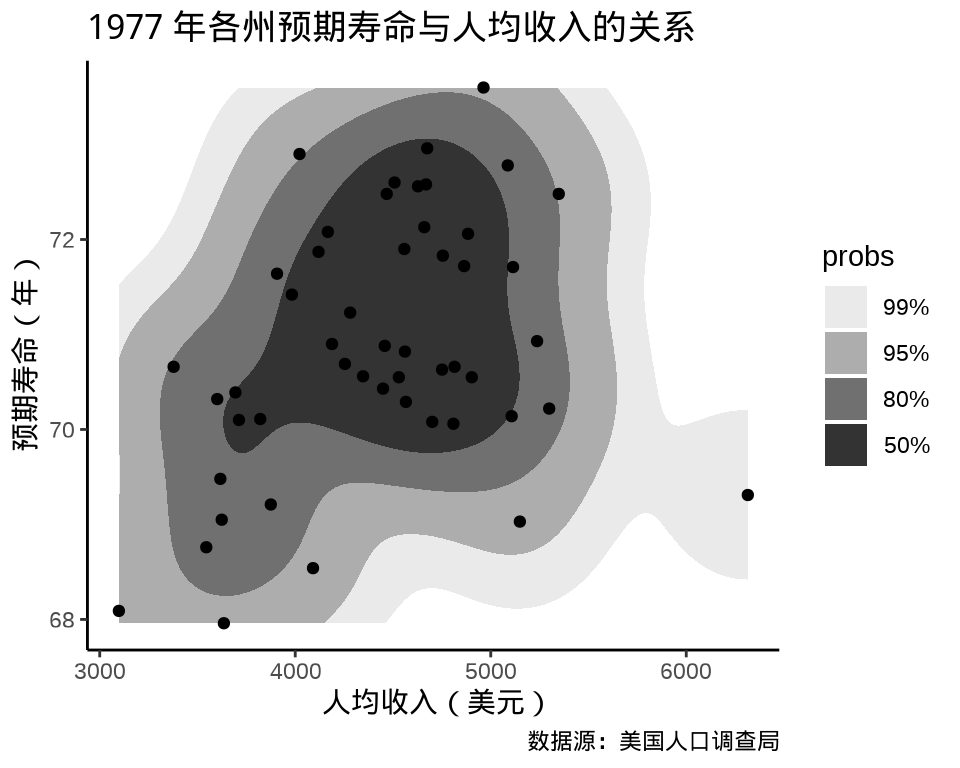 1977 年各州预期寿命与人均收入的关系
预期寿命（年）
72
70
68
3000 4000 5000 6000
人均收入（美元）
probs
99%
95%
80%
50%
数据源：美国人口调查局